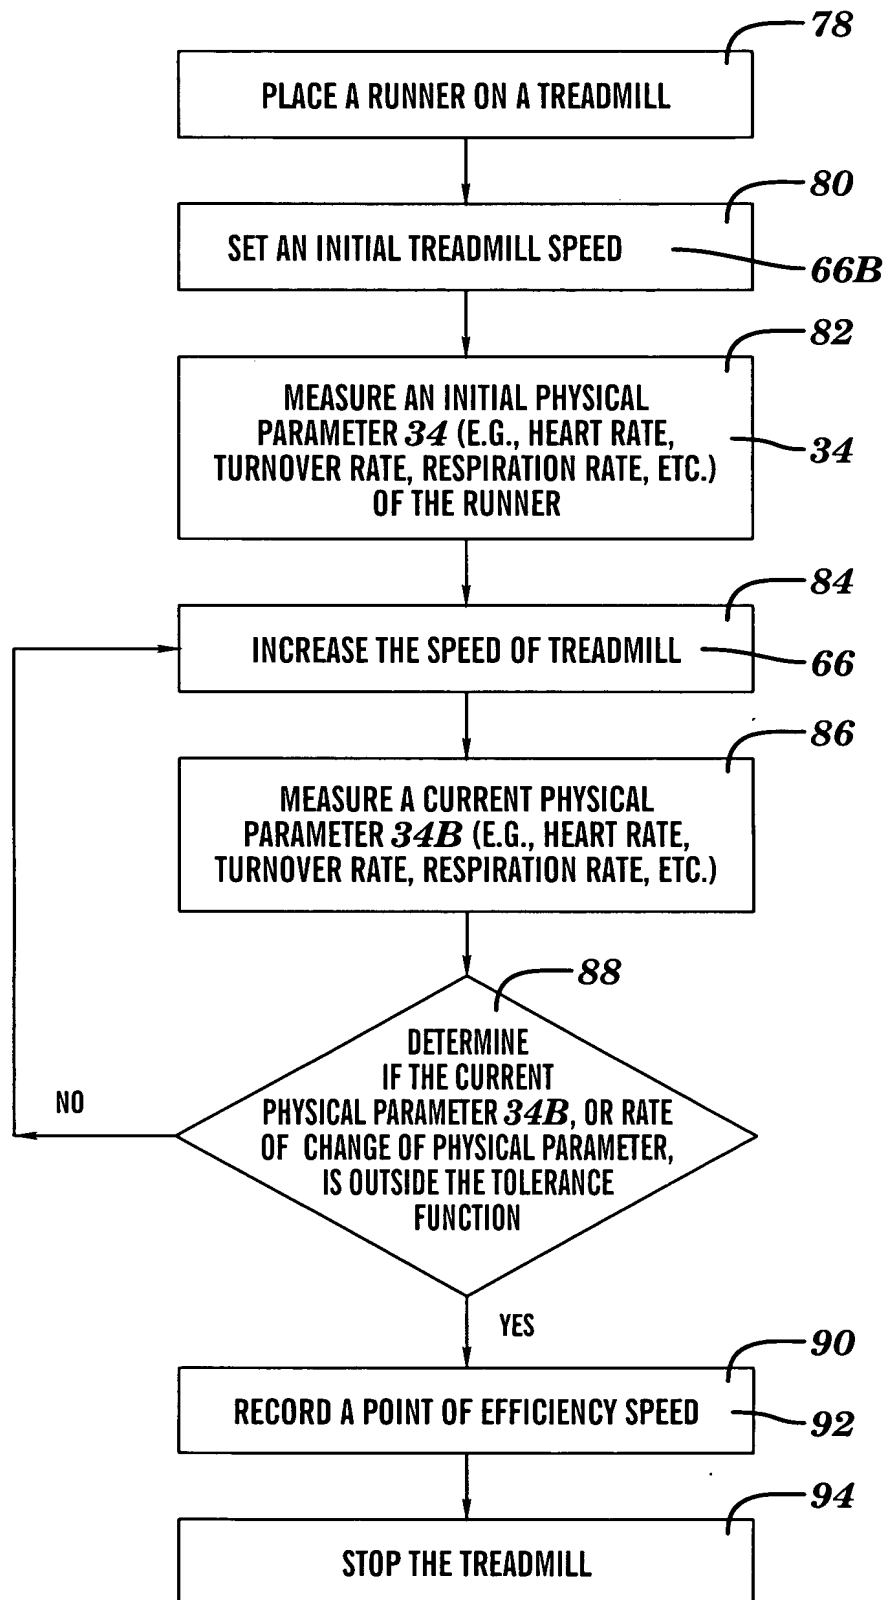 78
PLACE A RUNNER ON A TREADMILL
80
SET AN INITIAL TREADMILL SPEED
66B
82
MEASURE AN INITIAL PHYSICAL
PARAMETER 34 (E.G., HEART RATE,
TURNOVER RATE, RESPIRATION RATE, ETC.)
OF THE RUNNER
34
84
INCREASE THE SPEED OF TREADMILL
66
86
MEASURE A CURRENT PHYSICAL
PARAMETER 34B (E.G., HEART RATE,
TURNOVER RATE, RESPIRATION RATE, ETC.)
88
DETERMINE
IF THE CURRENT
PHYSICAL PARAMETER 34B, OR RATE
OF CHANGE OF PHYSICAL PARAMETER,
IS OUTSIDE THE TOLERANCE
FUNCTION
NO
YES
90
RECORD A POINT OF EFFICIENCY SPEED
92
94
STOP THE TREADMILL